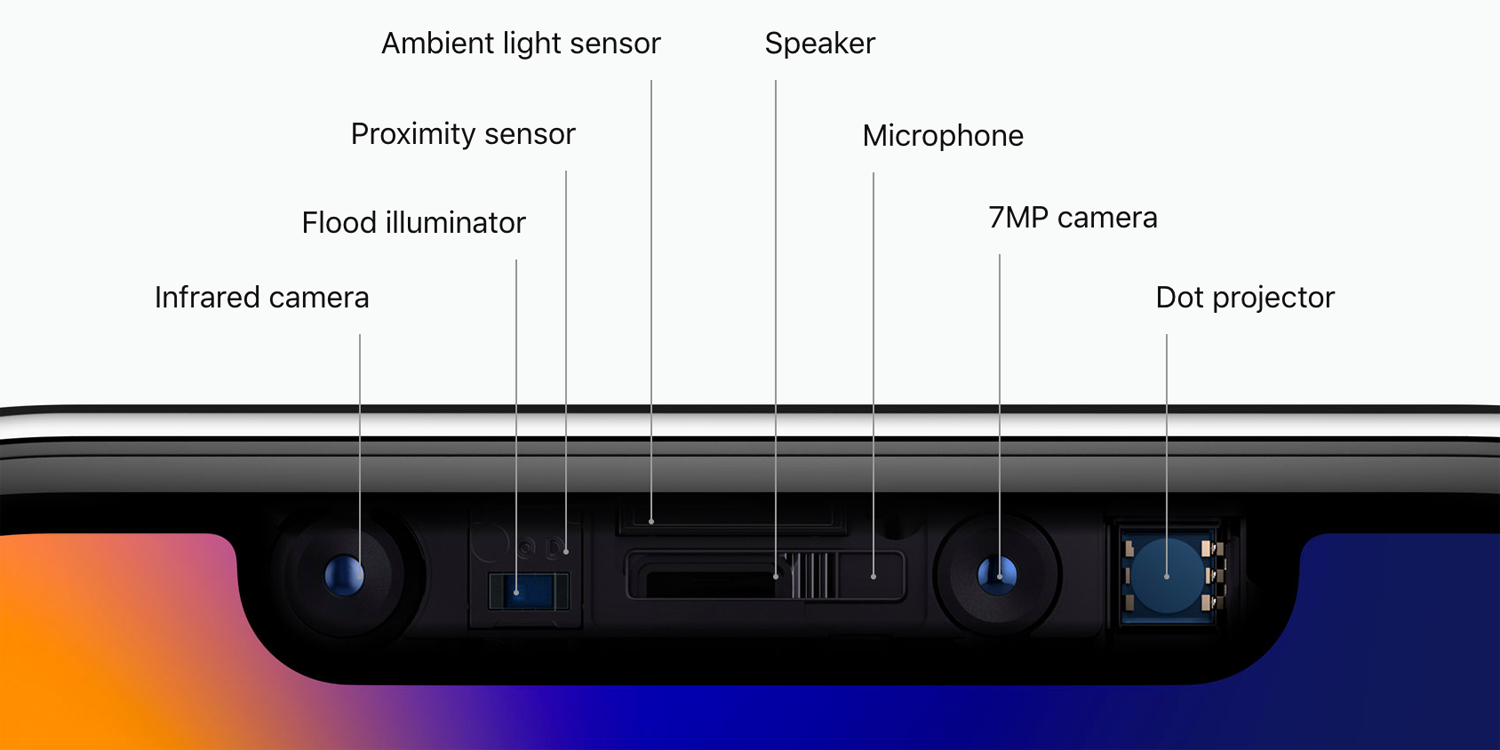 Ambient light sensor
Speaker
Proximity sensor
Microphone
Flood illuminator
7MP camera
Infrared camera
Dot projector